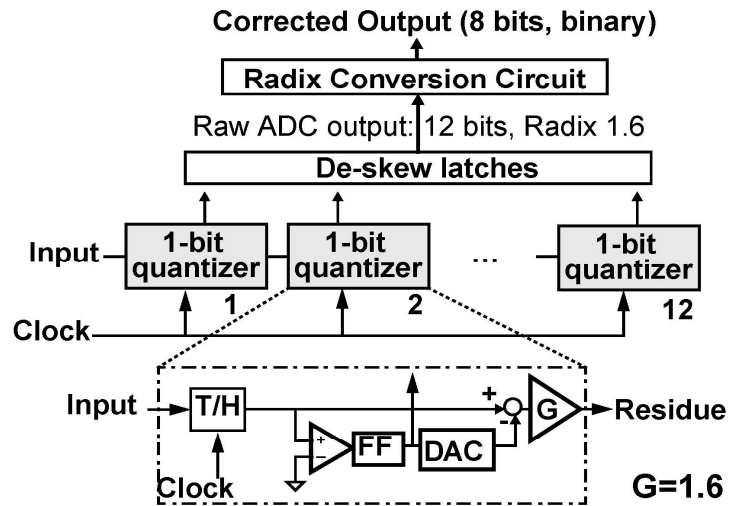 Corrected Output (8 bits, binary)
Radix Conversion Circuit
Raw ADC output: 12 bits, Radix 1.6
De-skew latches
Input
1-bit
quantizer
1
1-bit
quantizer
2
...
1-bit
quantizer
12
Clock
Input
T/H
+
−
FF
DAC
+
-
G
Residue
Clock
G=1.6